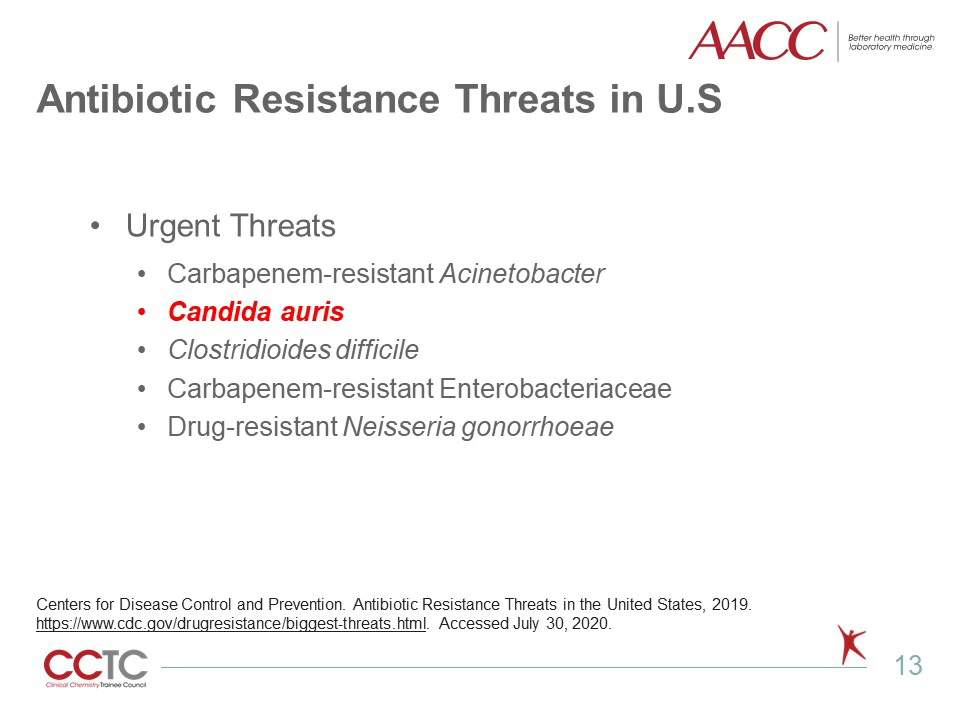 AACC
Better health through
laboratory medicine.
Antibiotic Resistance Threats in U.S
• Urgent Threats
• Carbapenem-resistant Acinetobacter
• Candida auris
• Clostridioides difficile
• Carbapenem-resistant Enterobacteriaceae
• Drug-resistant Neisseria gonorrhoeae
Centers for Disease Control and Prevention. Antibiotic Resistance Threats in the United States, 2019.
https://www.cdc.gov/drugresistance/biggest-threats.html. Accessed July 30, 2020.
CCTC
Clinical Chemistry Trainee Council
13